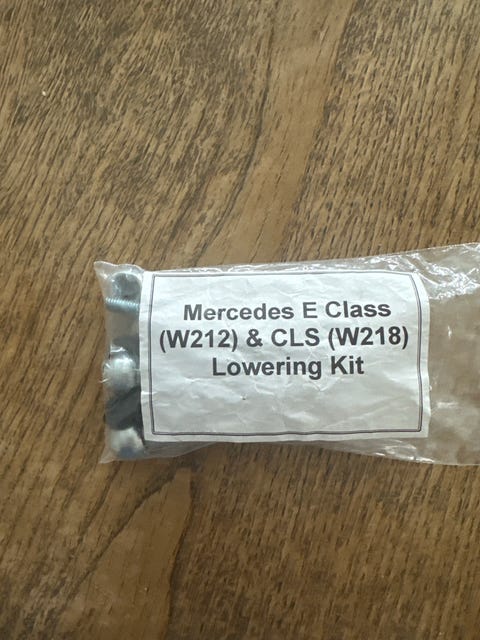 Mercedes E Class
(W212) & CLS (W218)
Lowering Kit